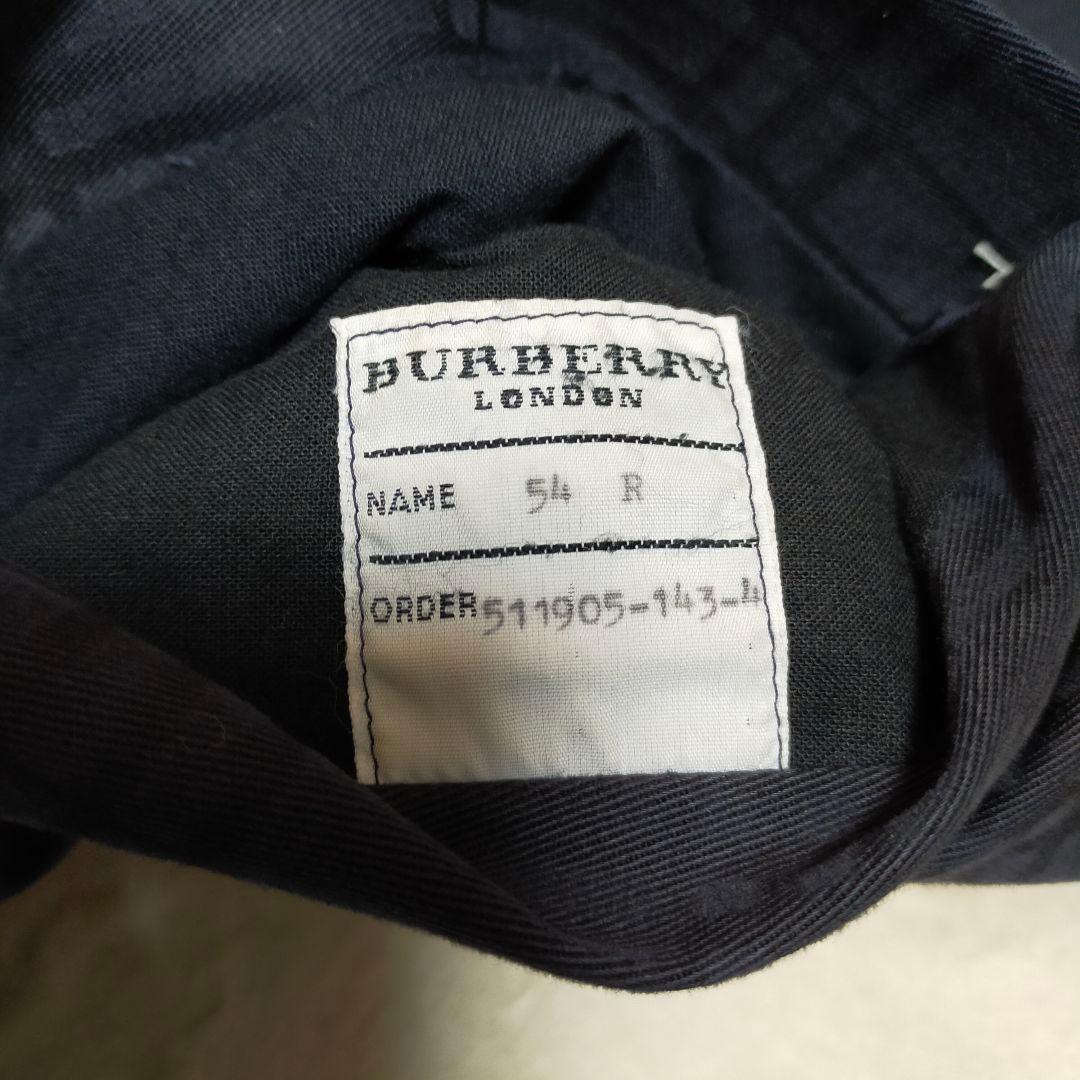 BURBERRY
LONDON
NAME 54 R
ORDER 511905-143-4